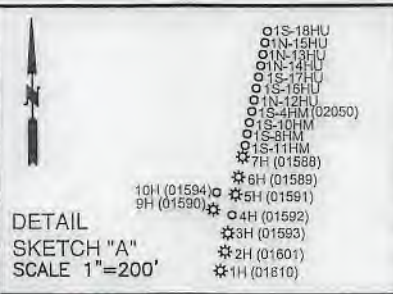 1S-18HU
1N-15HU
1N-13HU
1N-14HU
1S-17HU
1S-16HU
1N-12HU
1S-4HM (02050)
1S-10HM
1S-8HM
1S-11HM
7H (01588)
6H (01589)
10H (01594)
5H (01591)
9H (01590)
4H (01592)
3H (01593)
2H (01601)
1H (01610)
N
DETAIL
SKETCH "A"
SCALE 1"=200'